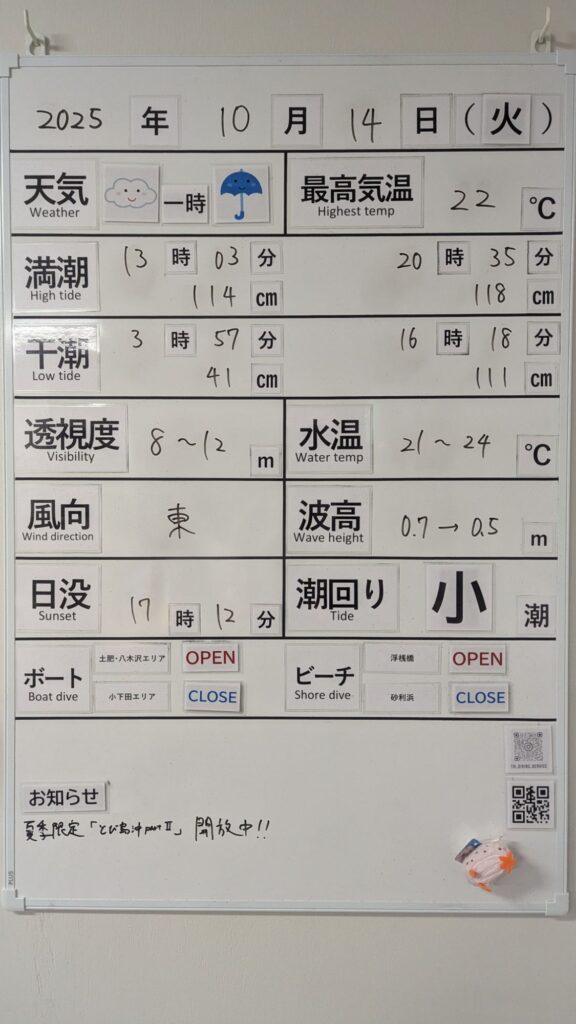 2025 年 10 月 14 日 (火)
天気 一時 最高気温 22 ℃
Weather Highest temp
満潮 13 時 03 分 20 時 35 分
High tide 114 cm 118 cm
干潮 3 時 57 分 16 時 18 分
Low tide 41 cm 111 cm
透視度 8～12 m 水温 21～24 ℃
Visibility Water temp
風向 東 波高 0.7→0.5 m
Wind direction Wave height
日没 17 時 12 分 潮回り 小 潮
Sunset Tide
ボート 土肥・八木沢エリア OPEN ビーチ 浮桟橋 OPEN
Boat dive 小下田エリア CLOSE Shore dive 砂利浜 CLOSE
お知らせ
夏季限定「とび島沖partⅡ」開放中!!
PLUS